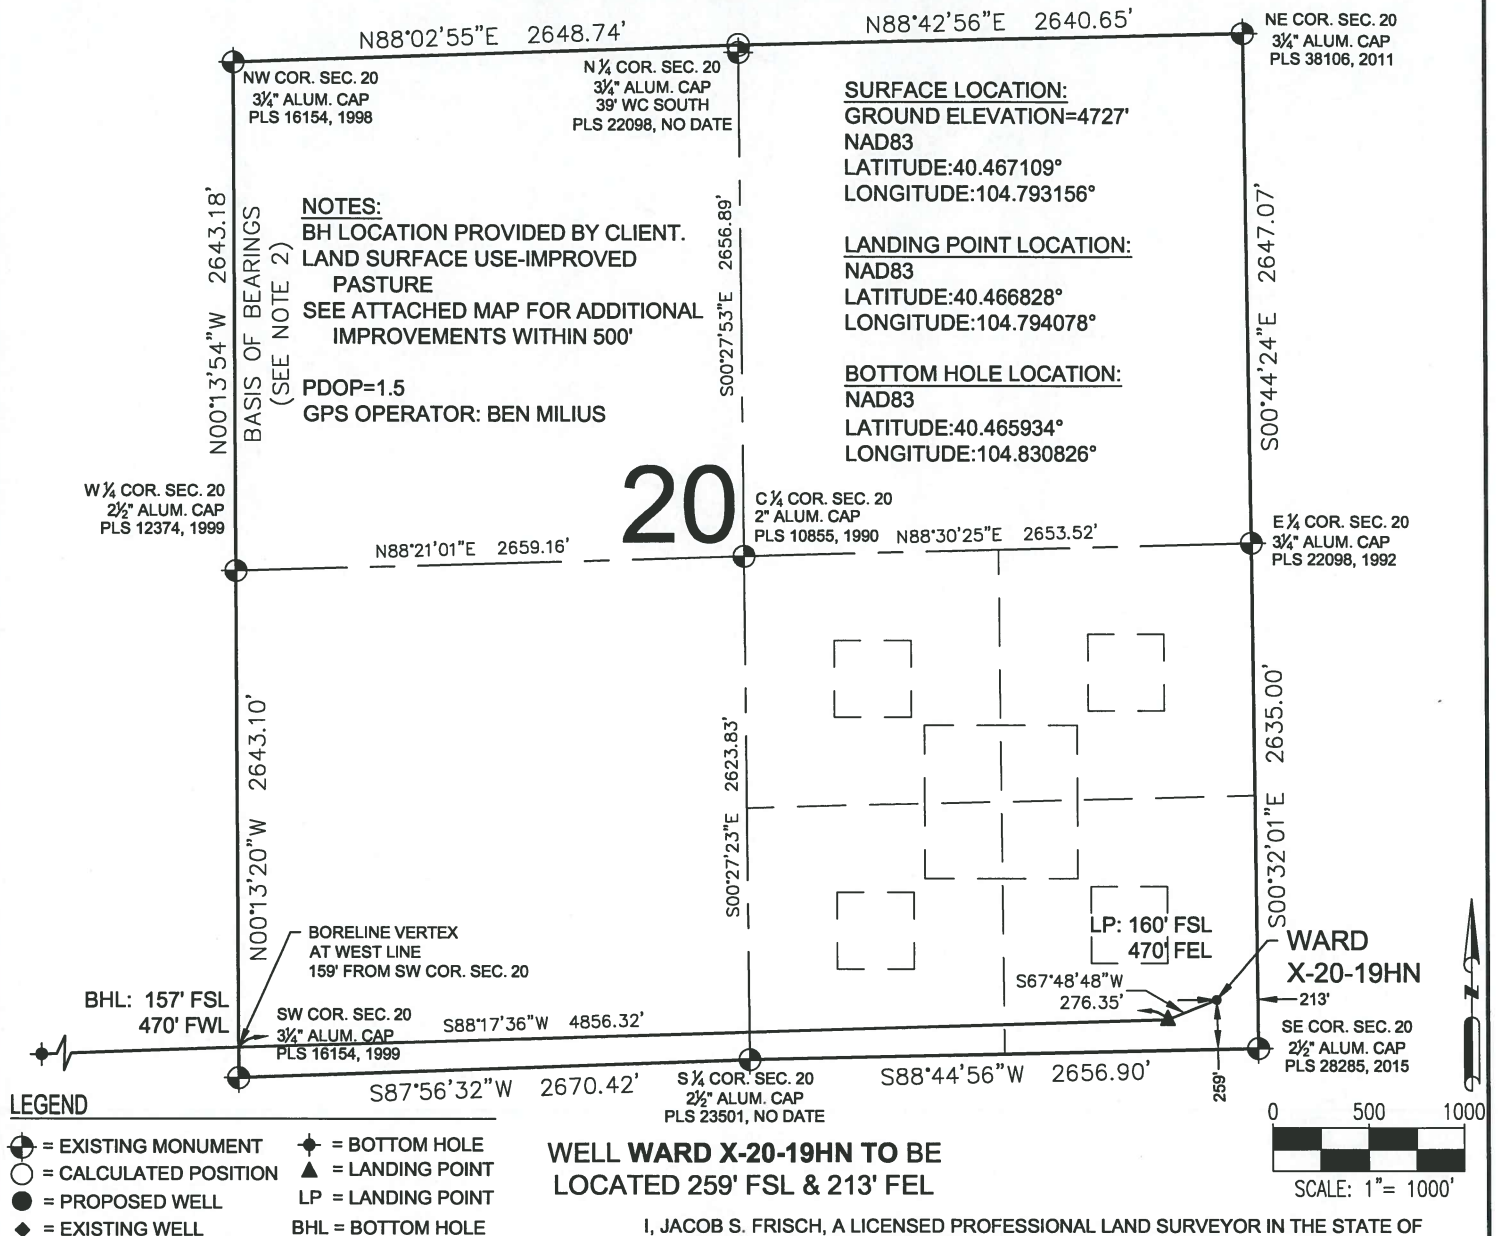 N88°02'55"E 2648.74'
N88°42'56"E 2640.65'
NE COR. SEC. 20
3¼" ALUM. CAP
PLS 38106, 2011
NW COR. SEC. 20
3¼" ALUM. CAP
PLS 16154, 1998
N ¼ COR. SEC. 20
3¼" ALUM. CAP
39' WC SOUTH
PLS 22098, NO DATE
SURFACE LOCATION:
GROUND ELEVATION=4727'
NAD83
LATITUDE:40.467109°
LONGITUDE:104.793156°
LANDING POINT LOCATION:
NAD83
LATITUDE:40.466828°
LONGITUDE:104.794078°
BOTTOM HOLE LOCATION:
NAD83
LATITUDE:40.465934°
LONGITUDE:104.830826°
NOTES:
BH LOCATION PROVIDED BY CLIENT.
LAND SURFACE USE-IMPROVED
PASTURE
SEE ATTACHED MAP FOR ADDITIONAL
IMPROVEMENTS WITHIN 500'
PDOP=1.5
GPS OPERATOR: BEN MILIUS
N00°13'54"W 2643.18'
BASIS OF BEARINGS
(SEE NOTE 2)
S00°27'53"E 2656.89'
S00°44'24"E 2647.07'
W ¼ COR. SEC. 20
2½" ALUM. CAP
PLS 12374, 1999
20
C ¼ COR. SEC. 20
2" ALUM. CAP
PLS 10855, 1990
N88°21'01"E 2659.16'
N88°30'25"E 2653.52'
E ¼ COR. SEC. 20
3¼" ALUM. CAP
PLS 22098, 1992
N00°13'20"W 2643.10'
S00°27'23"E 2623.83'
S00°32'01"E 2635.00'
BORELINE VERTEX
AT WEST LINE
159' FROM SW COR. SEC. 20
LP: 160' FSL
470' FEL
WARD
X-20-19HN
S67°48'48"W
276.35'
213'
259'
BHL: 157' FSL
470' FWL
SW COR. SEC. 20
3¼" ALUM. CAP
PLS 16154, 1999
S88°17'36"W 4856.32'
SE COR. SEC. 20
2½" ALUM. CAP
PLS 28285, 2015
S87°56'32"W 2670.42'
S ¼ COR. SEC. 20
2½" ALUM. CAP
PLS 23501, NO DATE
S88°44'56"W 2656.90'
N
LEGEND
= EXISTING MONUMENT
= CALCULATED POSITION
= PROPOSED WELL
= EXISTING WELL
= BOTTOM HOLE
= LANDING POINT
LP = LANDING POINT
BHL = BOTTOM HOLE
WELL WARD X-20-19HN TO BE
LOCATED 259' FSL & 213' FEL
0 500 1000
SCALE: 1"= 1000'
I, JACOB S. FRISCH, A LICENSED PROFESSIONAL LAND SURVEYOR IN THE STATE OF